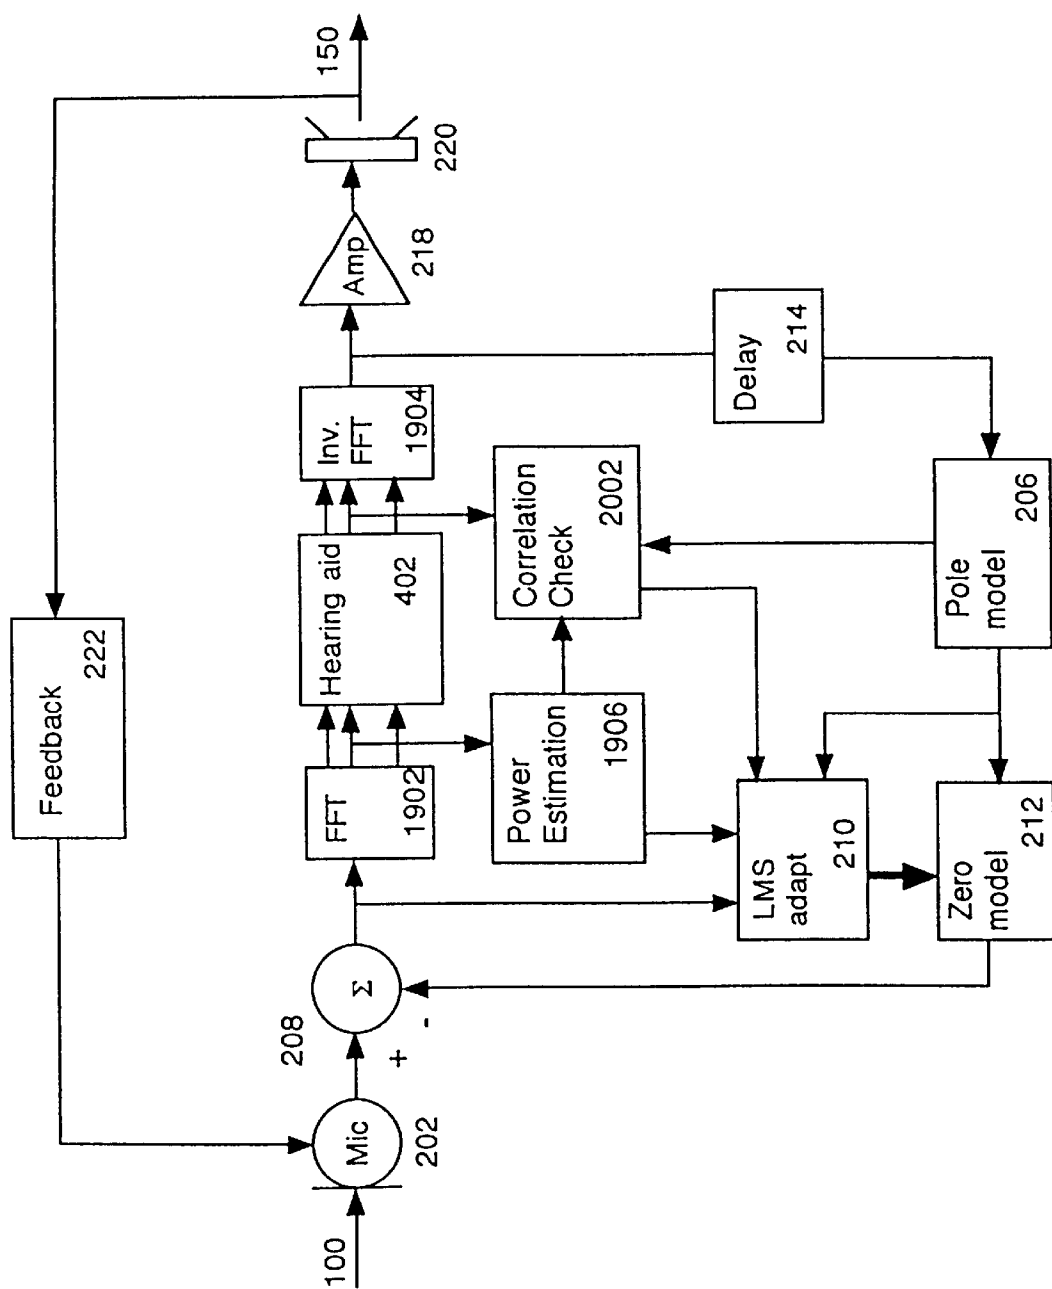 Feedback
222
150
100
Mic
202
208
+
-
Σ
FFT
1902
Hearing aid
402
Inv.
FFT
1904
Amp
218
220
Power
Estimation
1906
Correlation
Check
2002
Delay
214
LMS
adapt
210
Zero
model
212
Pole
model
206